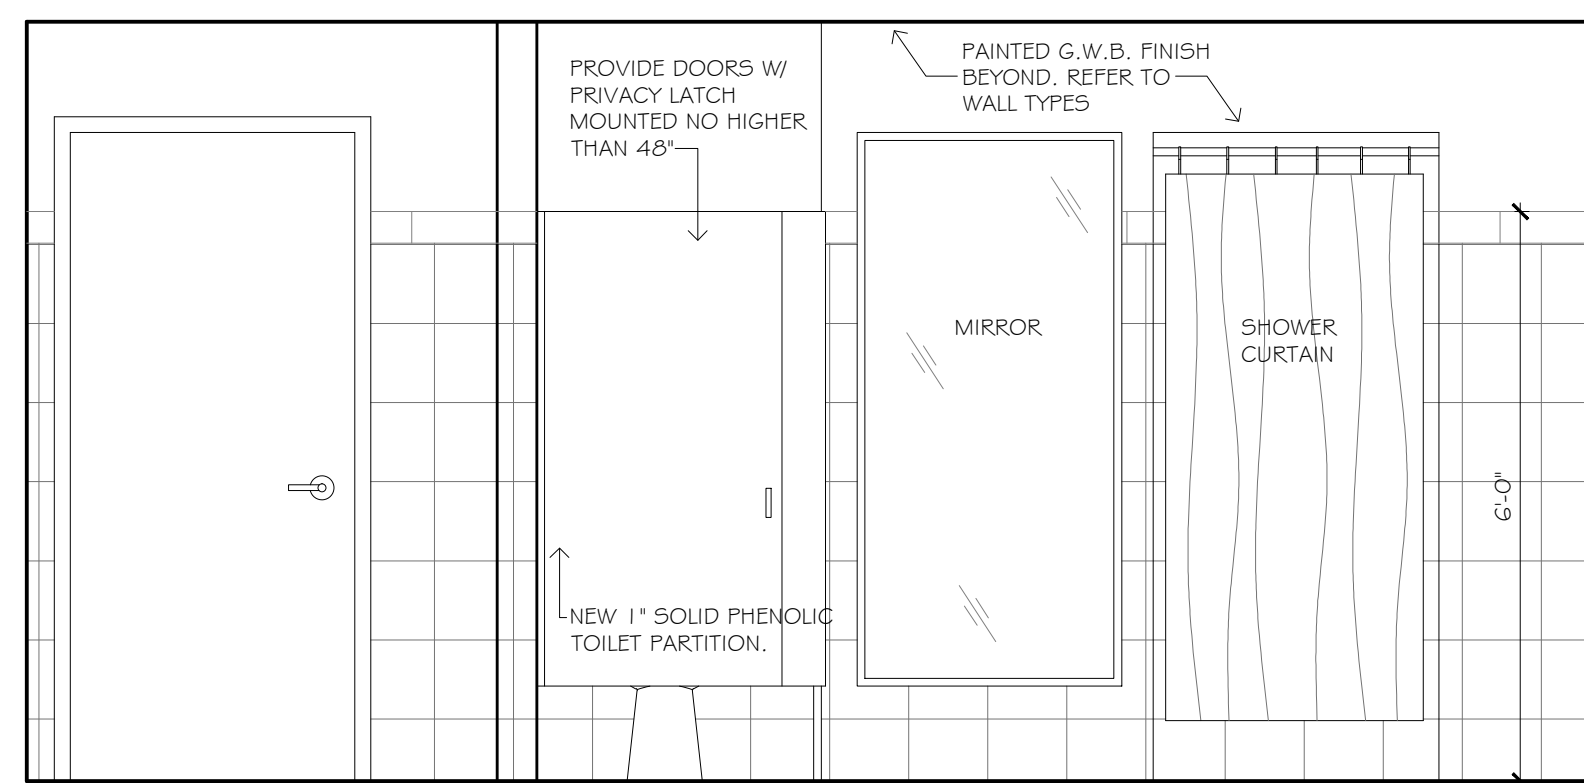 PROVIDE DOORS W/
PRIVACY LATCH
MOUNTED NO HIGHER
THAN 48"
PAINTED G.W.B. FINISH
BEYOND. REFER TO
WALL TYPES
MIRROR
SHOWER
CURTAIN
6'-0"
NEW 1" SOLID PHENOLIC
TOILET PARTITION.